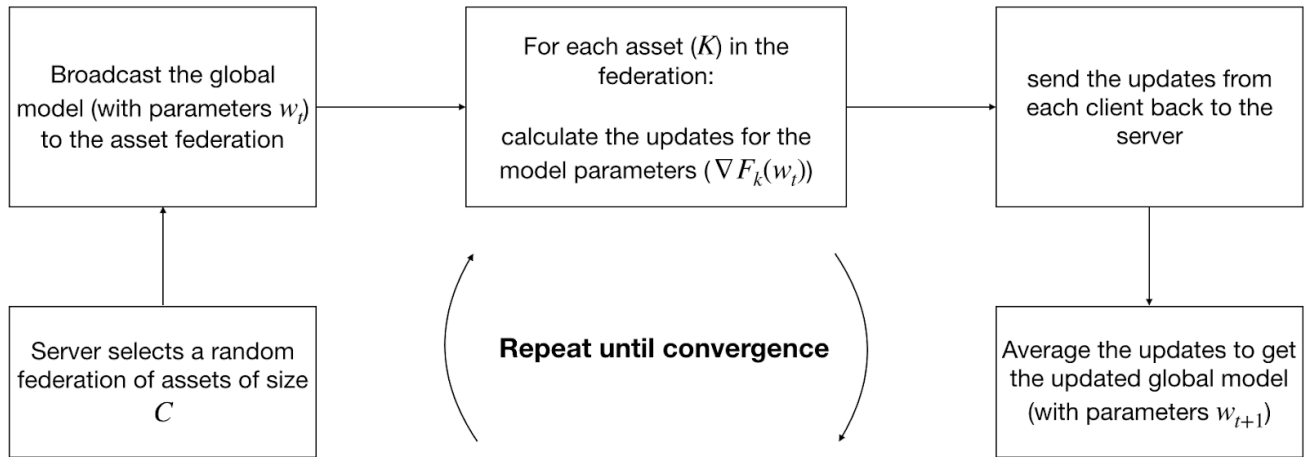 Broadcast the global
model (with parameters w_t)
to the asset federation
For each asset (K) in the
federation:
calculate the updates for the
model parameters (∇F_k(w_t))
send the updates from
each client back to the
server
Server selects a random
federation of assets of size
C
Repeat until convergence
Average the updates to get
the updated global model
(with parameters w_{t+1})